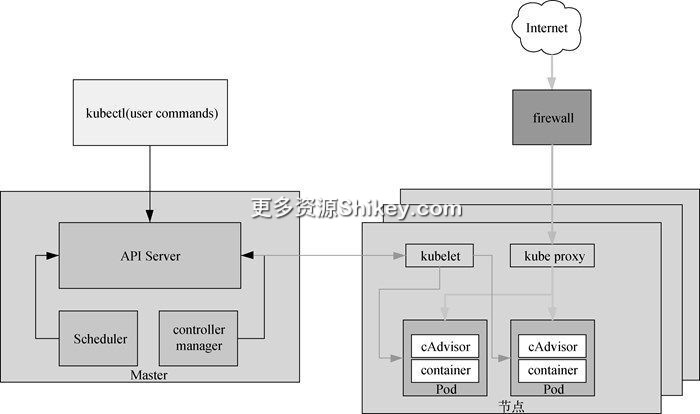 Internet
kubectl(user commands)
firewall
更多资源Shikey.com
API Server
kubelet
kube proxy
Scheduler
controller
manager
cAdvisor
cAdvisor
container
container
Pod
Pod
Master
节点